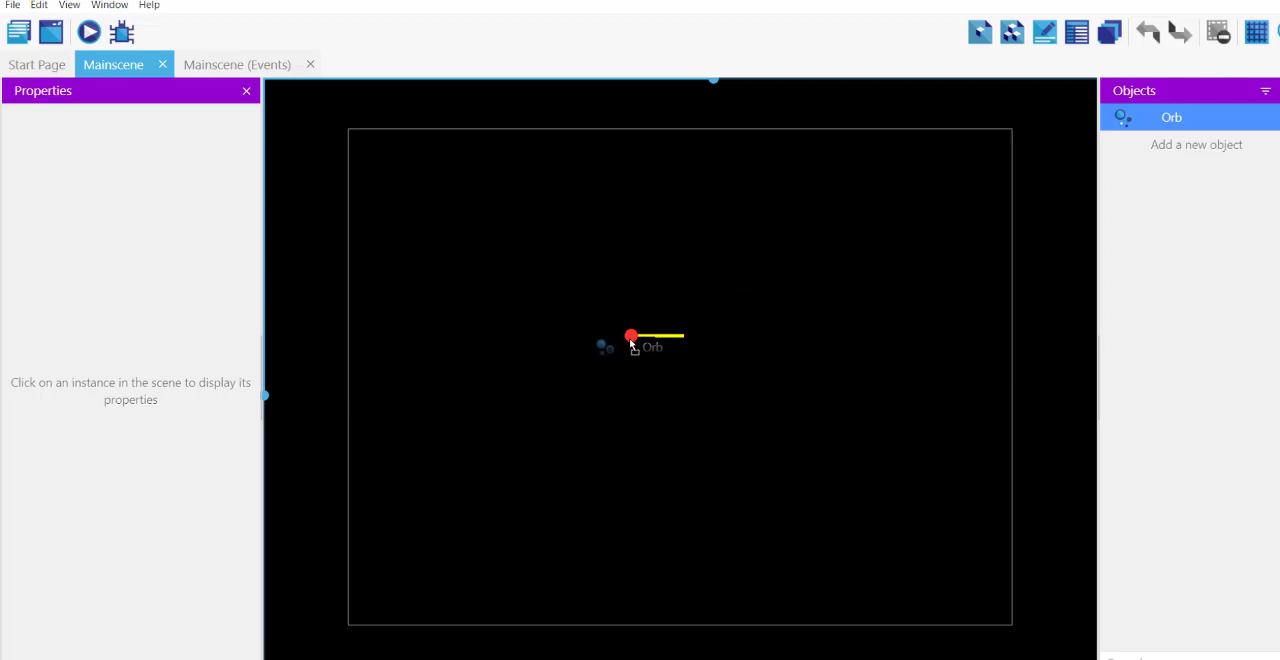 File Edit View Window Help
Start Page Mainscene Mainscene (Events)
Properties
Objects
Orb
Add a new object
Orb
Click on an instance in the scene to display its
properties